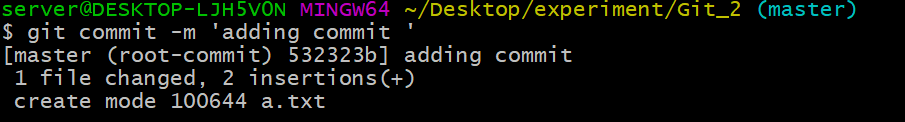 server@DESKTOP-LJH5VON MINGW64 ~/Desktop/experiment/Git_2 (master)
$ git commit -m 'adding commit '
[master (root-commit) 532323b] adding commit
 1 file changed, 2 insertions(+)
 create mode 100644 a.txt